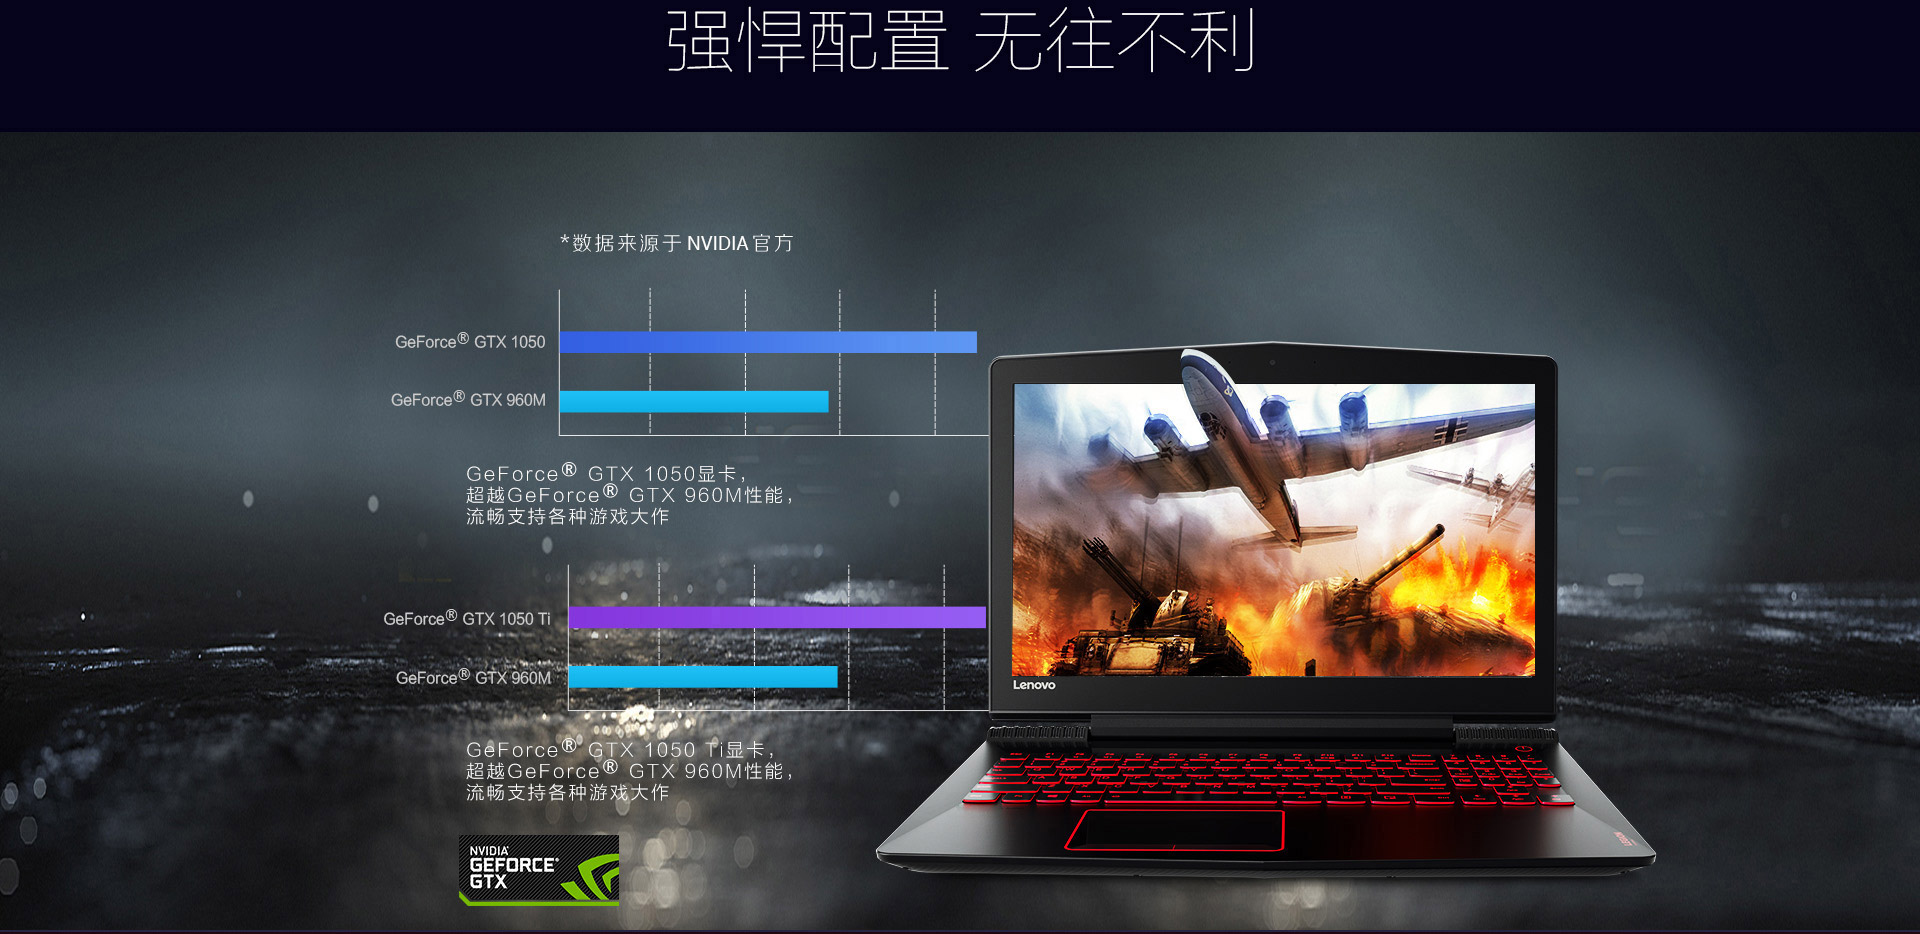 强悍配置 无往不利
*数据来源于 NVIDIA 官方
GeForce® GTX 1050
GeForce® GTX 960M
GeForce® GTX 1050显卡，
超越GeForce® GTX 960M性能，
流畅支持各种游戏大作
GeForce® GTX 1050 Ti
GeForce® GTX 960M
GeForce® GTX 1050 Ti显卡，
超越GeForce® GTX 960M性能，
流畅支持各种游戏大作
NVIDIA
GEFORCE®
GTX
Lenovo
LEGION